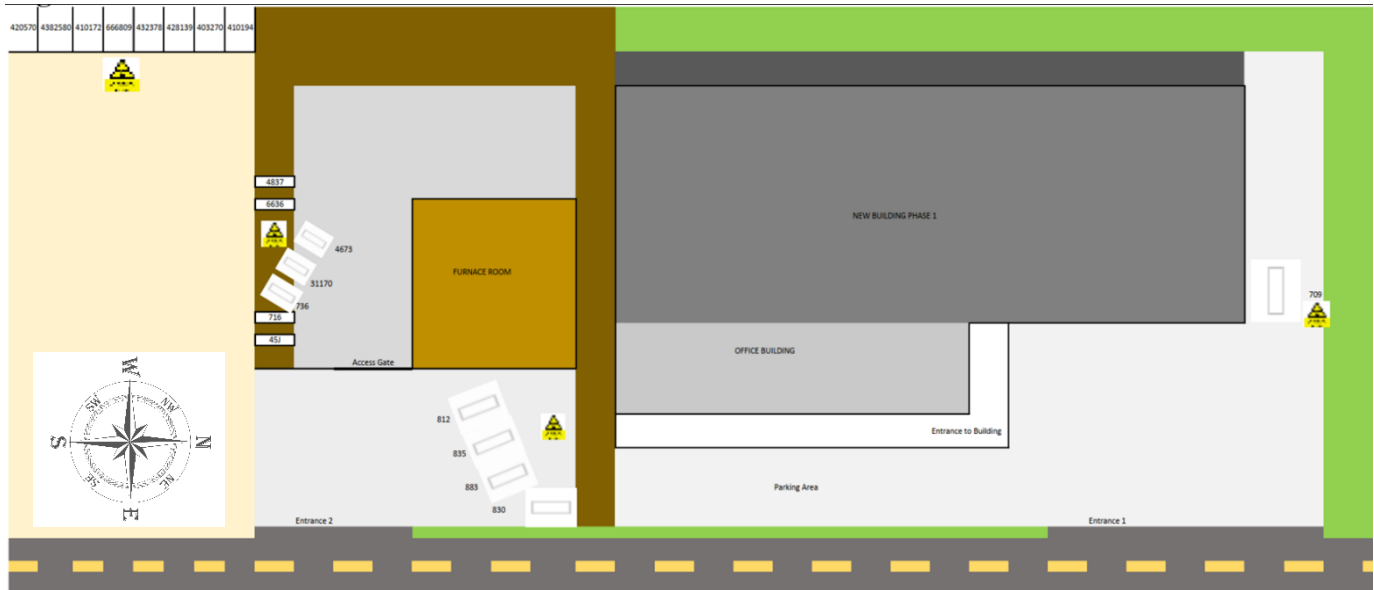 420570 4382580 410172 666809 432378 428139 403270 410194
4837
6636
4673
31170
736
716
45J
Access Gate
FURNACE ROOM
NEW BUILDING PHASE 1
709
OFFICE BUILDING
Entrance to Building
812
835
883
830
Parking Area
Entrance 2
Entrance 1
W
SW
NW
S
N
SE
NE
E